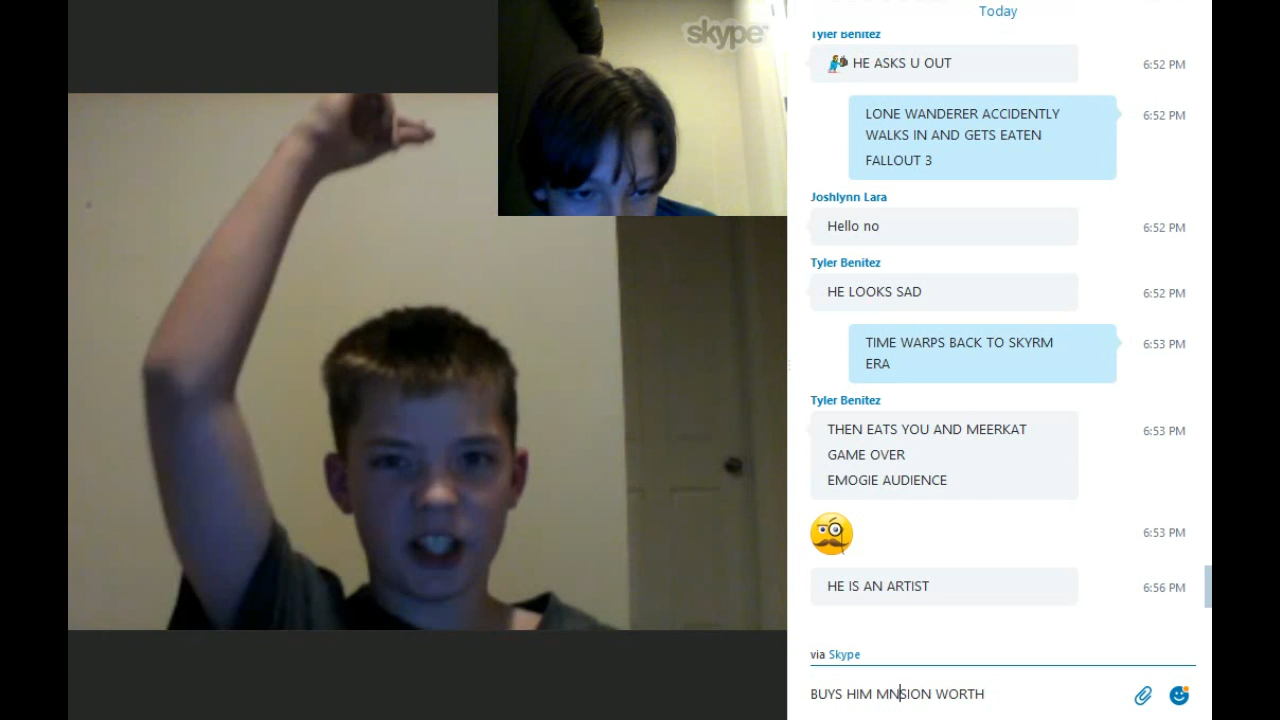 skype
Today
Tyler Benitez
HE ASKS U OUT
6:52 PM
LONE WANDERER ACCIDENTLY
WALKS IN AND GETS EATEN
FALLOUT 3
6:52 PM
Joshlynn Lara
Hello no
6:52 PM
Tyler Benitez
HE LOOKS SAD
6:52 PM
TIME WARPS BACK TO SKYRM
ERA
6:53 PM
Tyler Benitez
THEN EATS YOU AND MEERKAT
GAME OVER
EMOGIE AUDIENCE
6:53 PM
6:53 PM
HE IS AN ARTIST
6:56 PM
via Skype
BUYS HIM MNSION WORTH